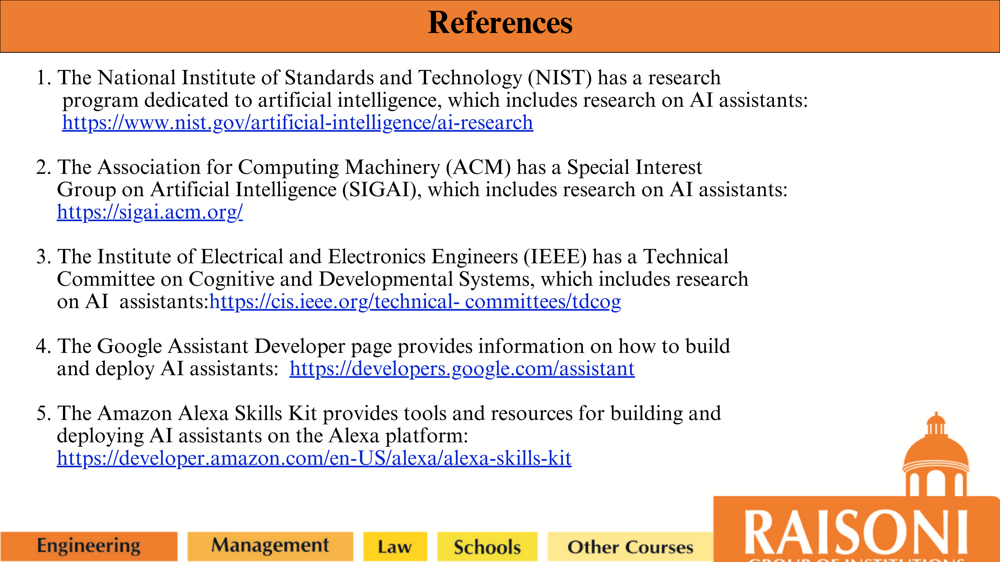 References
1. The National Institute of Standards and Technology (NIST) has a research
program dedicated to artificial intelligence, which includes research on AI assistants:
https://www.nist.gov/artificial-intelligence/ai-research
2. The Association for Computing Machinery (ACM) has a Special Interest
Group on Artificial Intelligence (SIGAI), which includes research on AI assistants:
https://sigai.acm.org/
3. The Institute of Electrical and Electronics Engineers (IEEE) has a Technical
Committee on Cognitive and Developmental Systems, which includes research
on AI  assistants:https://cis.ieee.org/technical- committees/tdcog
4. The Google Assistant Developer page provides information on how to build
and deploy AI assistants:  https://developers.google.com/assistant
5. The Amazon Alexa Skills Kit provides tools and resources for building and
deploying AI assistants on the Alexa platform:
https://developer.amazon.com/en-US/alexa/alexa-skills-kit
Engineering Management Law Schools Other Courses
RAISONI
GROUP OF INSTITUTIONS